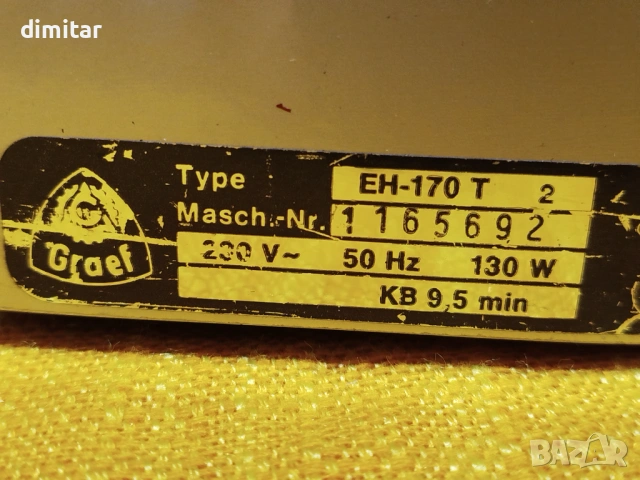 dimitar
Graef
Type EH-170 T 2
Masch.-Nr. 1165692
230 V~ 50 Hz 130 W
KB 9,5 min
BAZAR